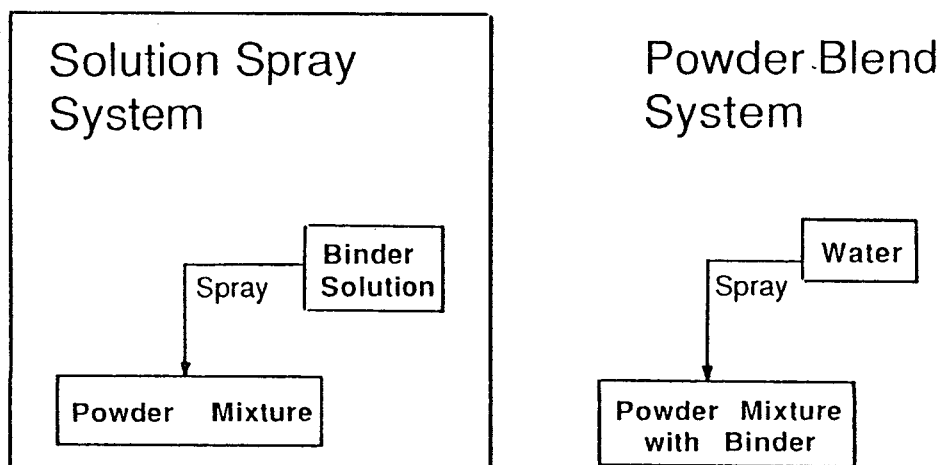 Solution Spray
System
Binder
Solution
Spray
Powder Mixture
Powder Blend
System
Water
Spray
Powder Mixture
with Binder